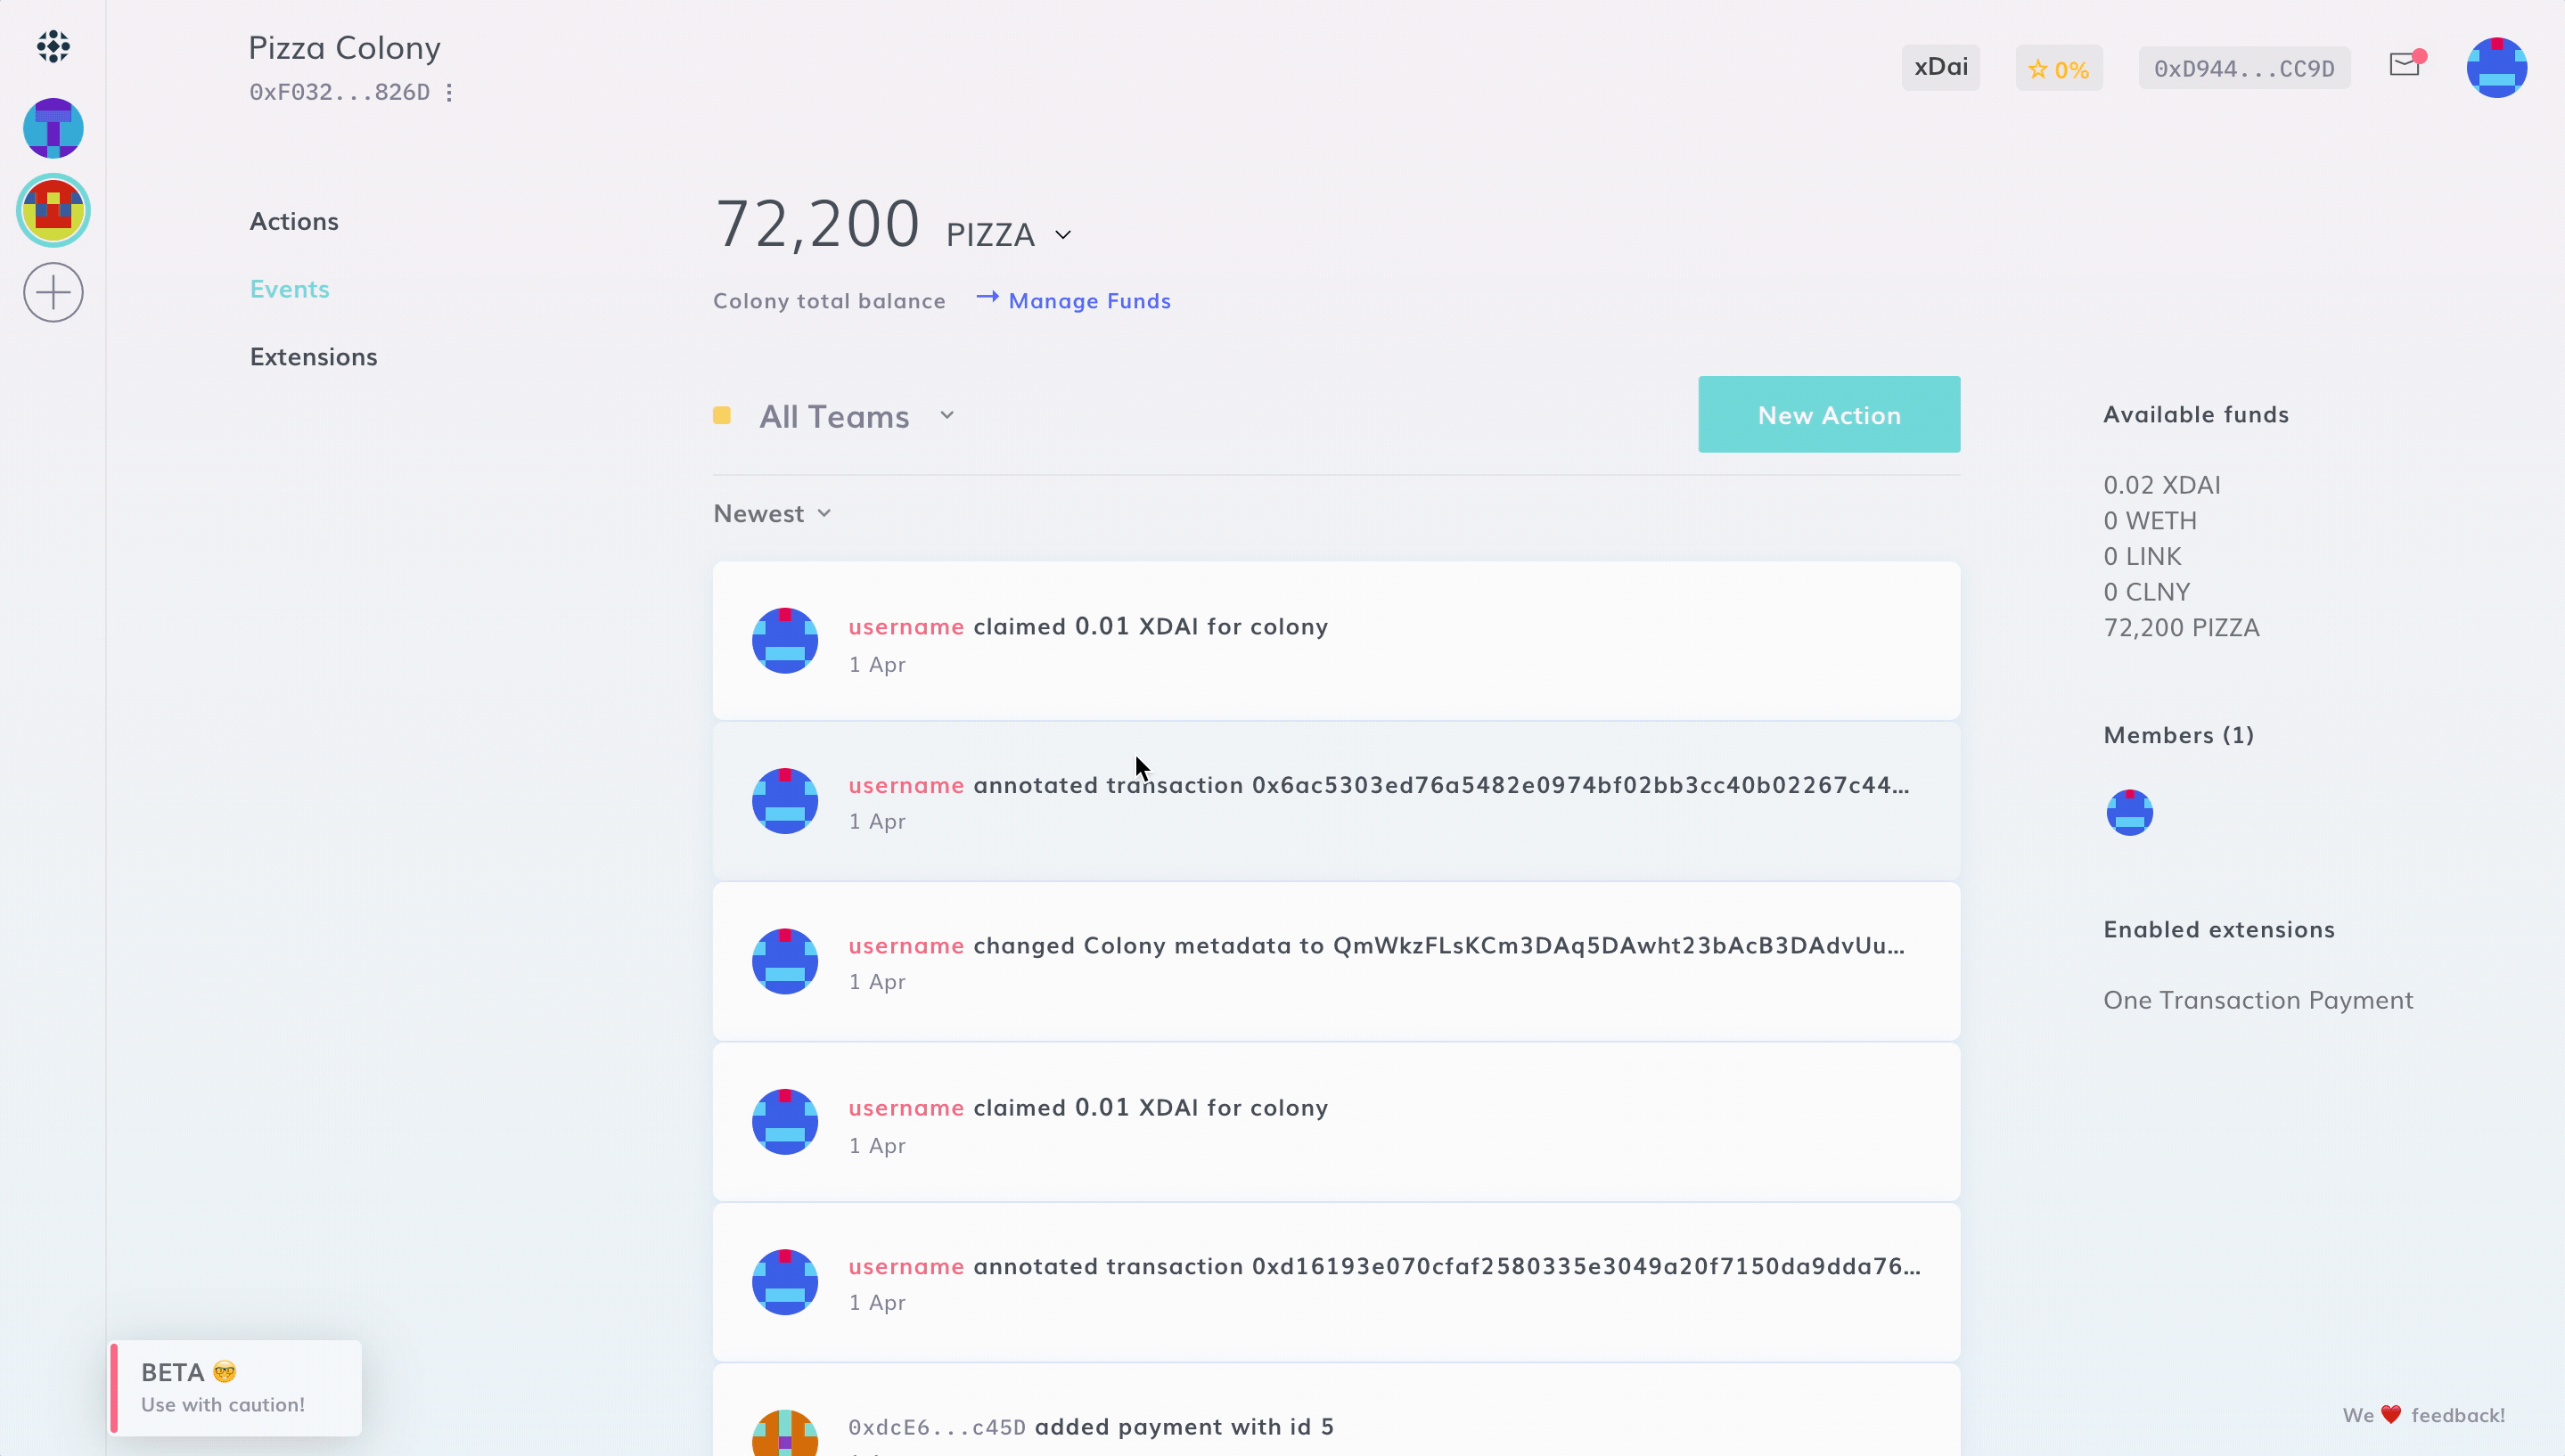 Pizza Colony
0xF032...826D
xDai
0%
0xD944...CC9D
Actions
Events
Extensions
72,200 PIZZA
Colony total balance
Manage Funds
All Teams
New Action
Newest
username claimed 0.01 XDAI for colony
1 Apr
username annotated transaction 0x6ac5303ed76a5482e0974bf02bb3cc40b02267c44...
1 Apr
username changed Colony metadata to QmWkzFLsKCm3DAq5DAwht23bAcB3DAdvUu...
1 Apr
username claimed 0.01 XDAI for colony
1 Apr
username annotated transaction 0xd16193e070cfaf2580335e3049a20f7150da9dda76...
1 Apr
0xdcE6...c45D added payment with id 5
Available funds
0.02 XDAI
0 WETH
0 LINK
0 CLNY
72,200 PIZZA
Members (1)
Enabled extensions
One Transaction Payment
BETA 🤓
Use with caution!
We ❤️ feedback!